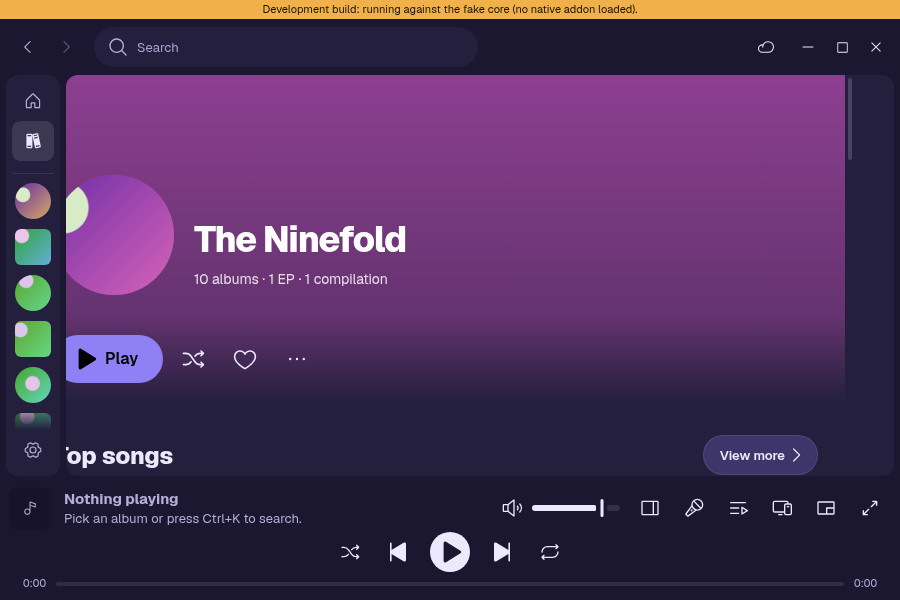 Development build: running against the fake core (no native addon loaded).
Search
The Ninefold
10 albums · 1 EP · 1 compilation
Play
Top songs
View more
Nothing playing
Pick an album or press Ctrl+K to search.
0:00
0:00